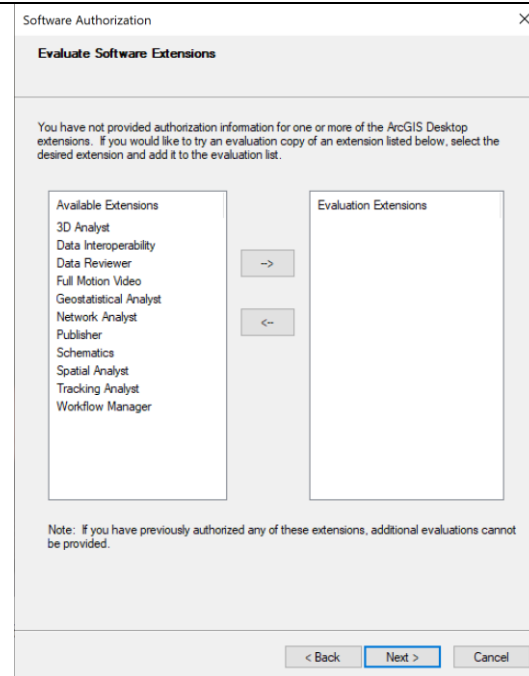 Software Authorization
Evaluate Software Extensions
You have not provided authorization information for one or more of the ArcGIS Desktop
extensions. If you would like to try an evaluation copy of an extension listed below, select the
desired extension and add it to the evaluation list.
Available Extensions
3D Analyst
Data Interoperability
Data Reviewer
Full Motion Video
Geostatistical Analyst
Network Analyst
Publisher
Schematics
Spatial Analyst
Tracking Analyst
Workflow Manager
-->
<--
Evaluation Extensions
Note: If you have previously authorized any of these extensions, additional evaluations cannot
be provided.
< Back Next > Cancel